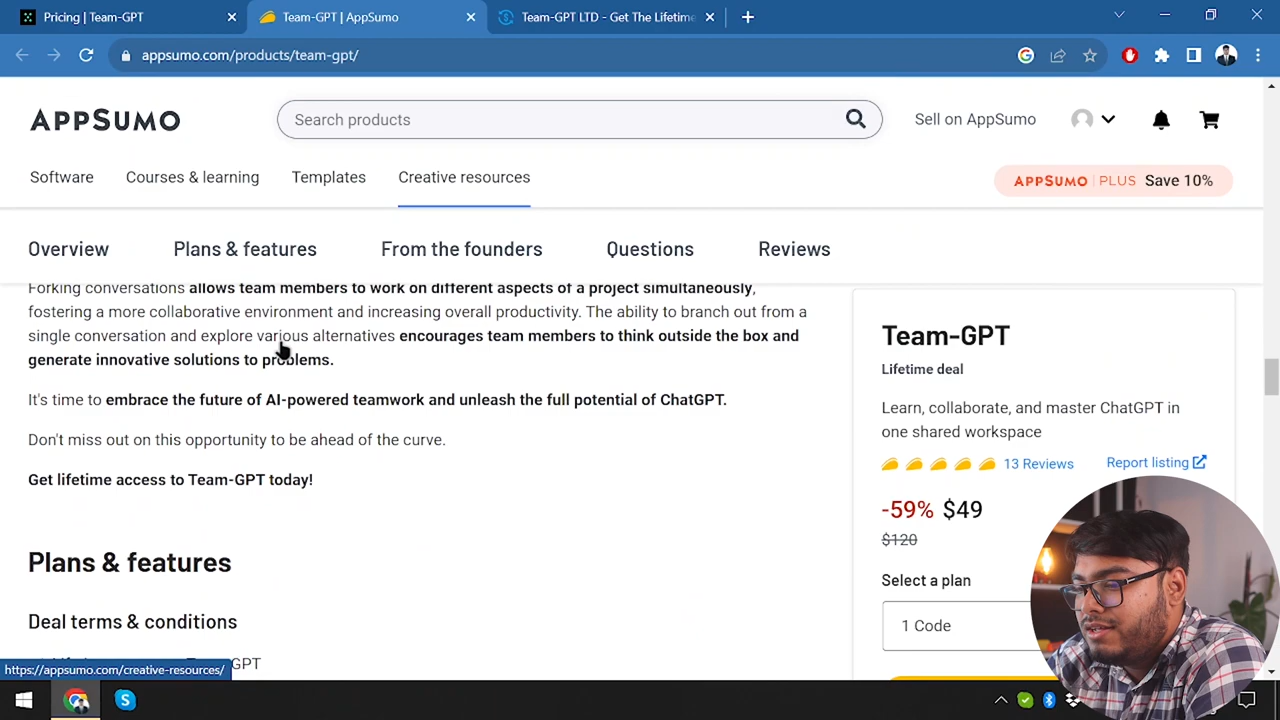 Pricing | Team-GPT
Team-GPT | AppSumo
Team-GPT LTD - Get The Lifetim
appsumo.com/products/team-gpt/
APPSUMO
Search products
Sell on AppSumo
Software
Courses & learning
Templates
Creative resources
APPSUMO | PLUS Save 10%
Overview
Plans & features
From the founders
Questions
Reviews
Forking conversations allows team members to work on different aspects of a project simultaneously,
fostering a more collaborative environment and increasing overall productivity. The ability to branch out from a
single conversation and explore various alternatives encourages team members to think outside the box and
generate innovative solutions to problems.
It's time to embrace the future of AI-powered teamwork and unleash the full potential of ChatGPT.
Don't miss out on this opportunity to be ahead of the curve.
Get lifetime access to Team-GPT today!
Plans & features
Deal terms & conditions
GPT
Team-GPT
Lifetime deal
Learn, collaborate, and master ChatGPT in
one shared workspace
13 Reviews
Report listing
-59% $49
$120
Select a plan
1 Code
https://appsumo.com/creative-resources/